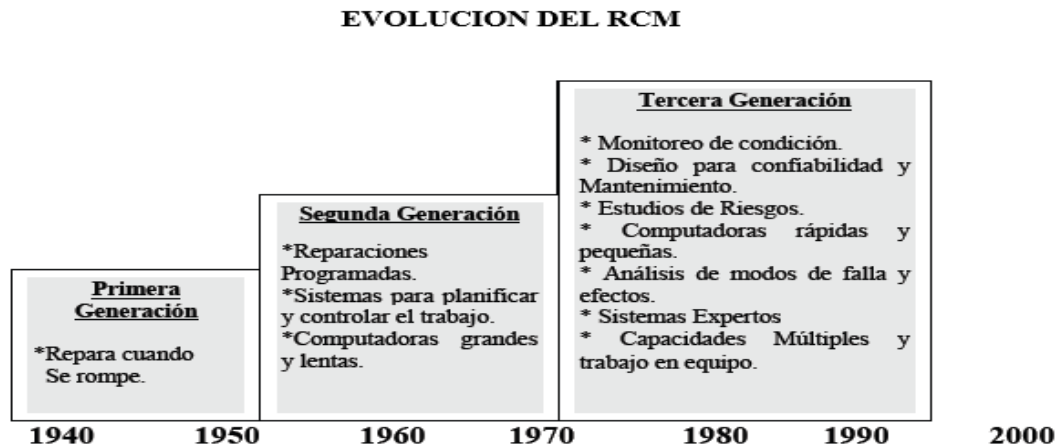 EVOLUCION DEL RCM
Primera
Generación
*Repara cuando
Se rompe.
Segunda Generación
*Reparaciones
Programadas.
*Sistemas para planificar
y controlar el trabajo.
*Computadoras grandes
y lentas.
Tercera Generación
* Monitoreo de condición.
* Diseño para confiabilidad y
Mantenimiento.
* Estudios de Riesgos.
* Computadoras rápidas y
pequeñas.
* Análisis de modos de falla y
efectos.
* Sistemas Expertos
* Capacidades Múltiples y
trabajo en equipo.
1940 1950 1960 1970 1980 1990 2000